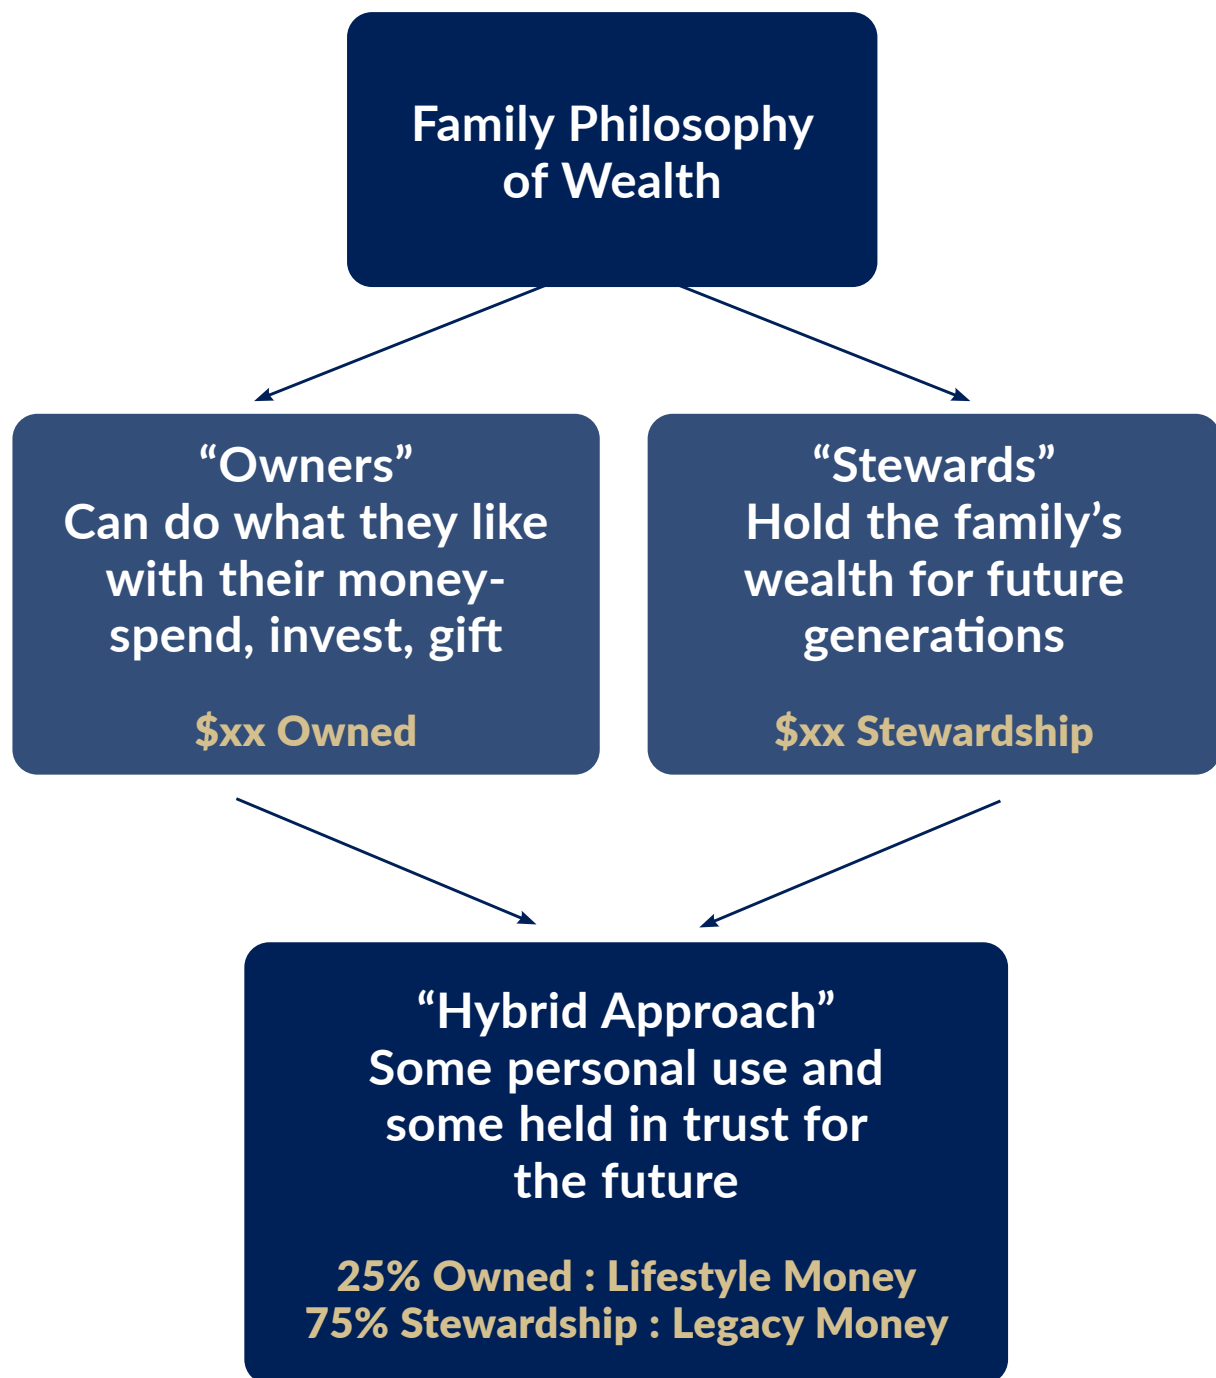 Family Philosophy
of Wealth
“Owners”
Can do what they like
with their money-
spend, invest, gift
$xx Owned
“Stewards”
Hold the family’s
wealth for future
generations
$xx Stewardship
“Hybrid Approach”
Some personal use and
some held in trust for
the future
25% Owned : Lifestyle Money
75% Stewardship : Legacy Money